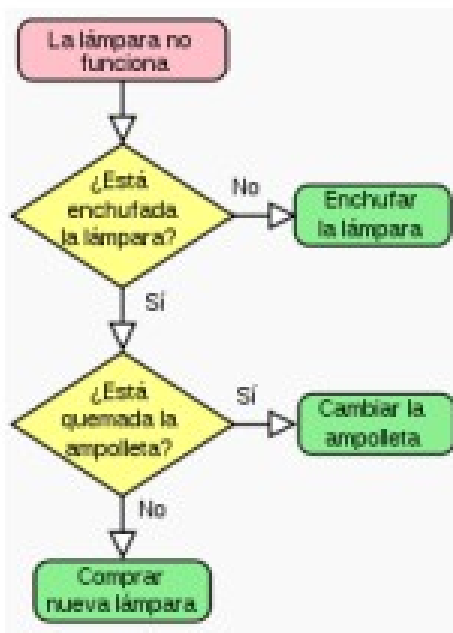 La lámpara no
funciona
¿Está
enchufada
la lámpara?
No
Enchufar
la lámpara
Sí
¿Está
quemada la
ampolleta?
Sí
Cambiar la
ampolleta
No
Comprar
nueva lámpara